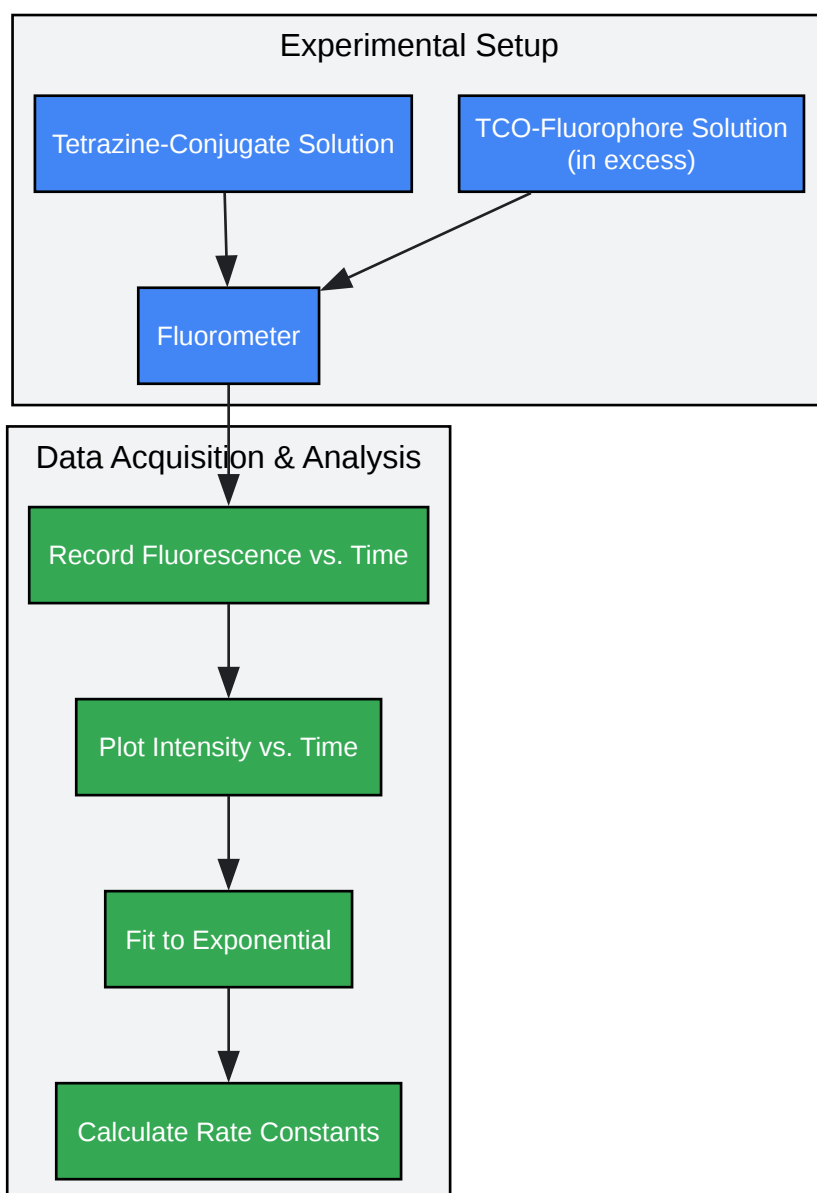 Experimental Setup
Tetrazine-Conjugate Solution
TCO-Fluorophore Solution
(in excess)
Fluorometer
Data Acquisition & Analysis
Record Fluorescence vs. Time
Plot Intensity vs. Time
Fit to Exponential
Calculate Rate Constants